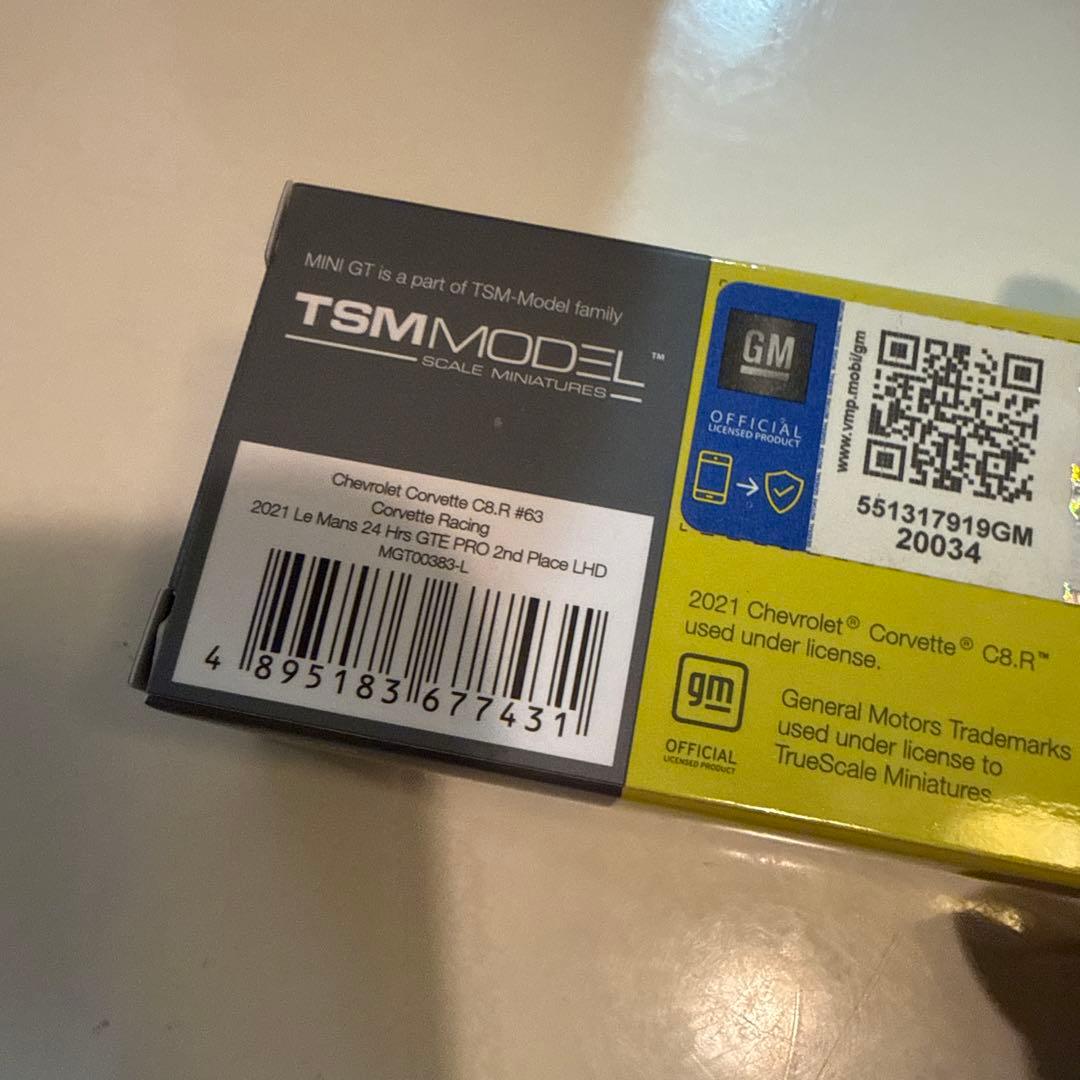 MINI GT is a part of TSM-Model family
TSMMODEL™
SCALE MINIATURES
Chevrolet Corvette C8.R #63
Corvette Racing
2021 Le Mans 24 Hrs GTE PRO 2nd Place LHD
MGT00383-L
4 895183 677431
GM
OFFICIAL
LICENSED PRODUCT
www.vmp.mobi/gm
551317919GM
20034
2021 Chevrolet® Corvette® C8.R™
used under license.
gm
OFFICIAL
LICENSED PRODUCT
General Motors Trademarks
used under license to
TrueScale Miniatures.